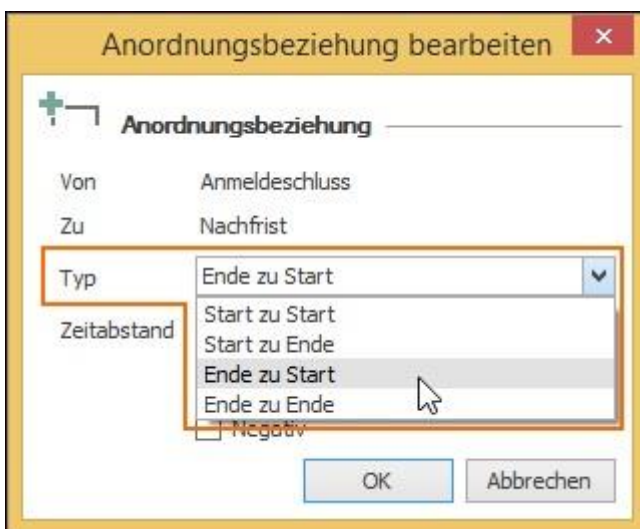 Anordnungsbeziehung bearbeiten
Anordnungsbeziehung
Von Anmeldeschluss
Zu Nachfrist
Typ Ende zu Start
Zeitabstand
Start zu Start
Start zu Ende
Ende zu Start
Ende zu Ende
Negativ
OK Abbrechen